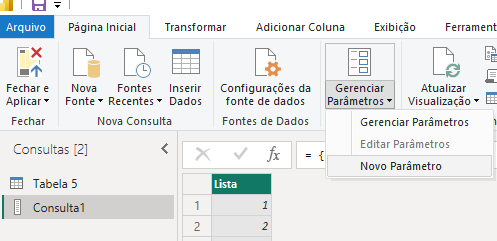 Arquivo Página Inicial Transformar Adicionar Coluna Exibição Ferramen
Fechar e Aplicar
Nova Fonte
Fontes Recentes
Inserir Dados
Configurações da fonte de dados
Gerenciar Parâmetros
Atualizar Visualização
Fechar Nova Consulta Fontes de Dados
Gerenciar Parâmetros
Editar Parâmetros
Novo Parâmetro
Consultas [2]
Tabela 5
Consulta1
fx = {
Lista
1 1
2 2